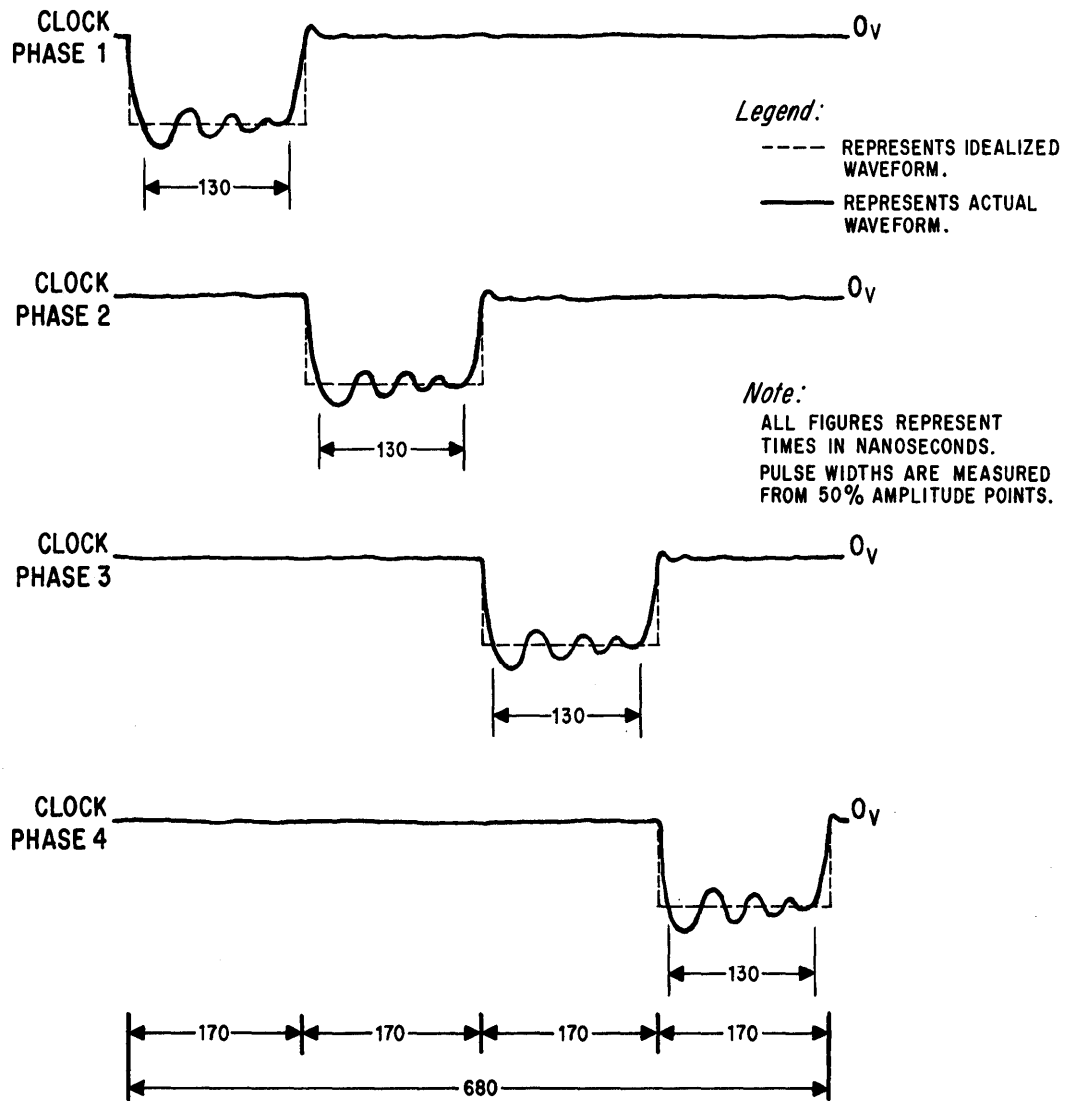 CLOCK
PHASE 1
0v
Legend:
REPRESENTS IDEALIZED
WAVEFORM.
REPRESENTS ACTUAL
WAVEFORM.
130
CLOCK
PHASE 2
0v
130
Note:
ALL FIGURES REPRESENT
TIMES IN NANOSECONDS.
PULSE WIDTHS ARE MEASURED
FROM 50% AMPLITUDE POINTS.
CLOCK
PHASE 3
0v
130
CLOCK
PHASE 4
0v
130
170 170 170 170
680